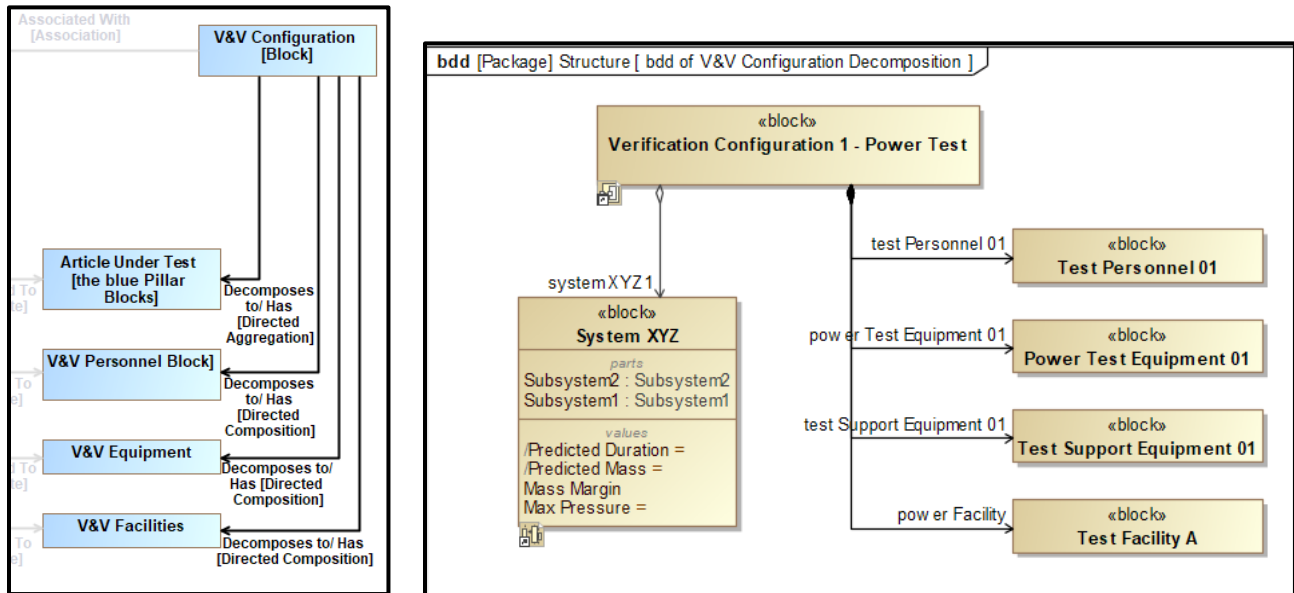 Associated With
[Association]
V&V Configuration
[Block]
Article Under Test
[the blue Pillar
Blocks]
Decomposes
to/ Has
[Directed
Aggregation]
V&V Personnel Block]
Decomposes
to/ Has
[Directed
Composition]
V&V Equipment
Decomposes to/
Has [Directed
Composition]
V&V Facilities
Decomposes to/ Has
[Directed Composition]
To
To
To
bdd [Package] Structure [ bdd of V&V Configuration Decomposition ]
«block»
Verification Configuration 1 - Power Test
systemXYZ1
«block»
System XYZ
parts
Subsystem2 : Subsystem2
Subsystem1 : Subsystem1
values
/Predicted Duration =
/Predicted Mass =
Mass Margin
Max Pressure =
test Personnel 01
«block»
Test Personnel 01
power Test Equipment 01
«block»
Power Test Equipment 01
test Support Equipment 01
«block»
Test Support Equipment 01
power Facility
«block»
Test Facility A